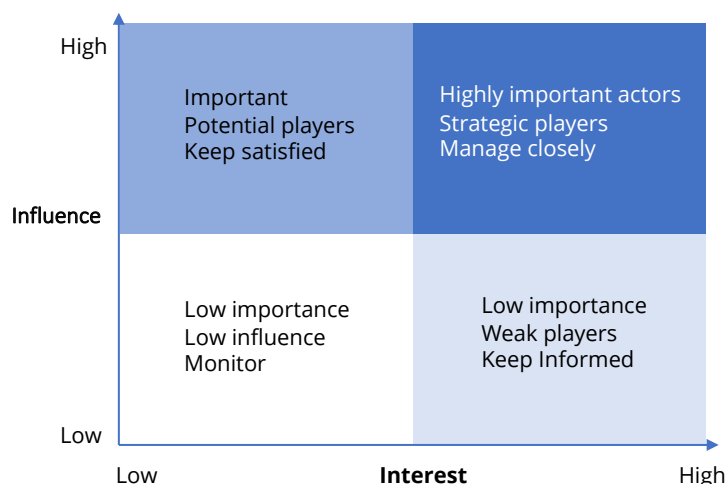 High
Important
Potential players
Keep satisfied
Highly important actors
Strategic players
Manage closely
Influence
Low importance
Low influence
Monitor
Low importance
Weak players
Keep Informed
Low
Low
Interest
High